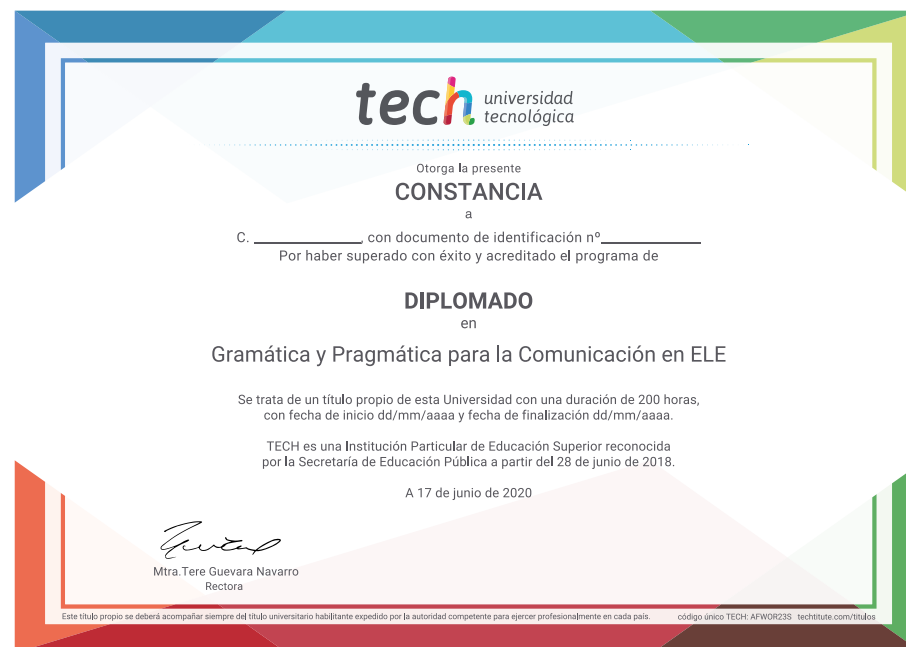 tech universidad
tecnológica
Otorga la presente
CONSTANCIA
a
C. ____________, con documento de identificación nº___________
Por haber superado con éxito y acreditado el programa de
DIPLOMADO
en
Gramática y Pragmática para la Comunicación en ELE
Se trata de un título propio de esta Universidad con una duración de 200 horas,
con fecha de inicio dd/mm/aaaa y fecha de finalización dd/mm/aaaa.
TECH es una Institución Particular de Educación Superior reconocida
por la Secretaría de Educación Pública a partir del 28 de junio de 2018.
A 17 de junio de 2020
Mtra.Tere Guevara Navarro
Rectora
Este título propio se deberá acompañar siempre del título universitario habilitante expedido por la autoridad competente para ejercer profesionalmente en cada país. código único TECH: AFWOR23S techtitute.com/titulos